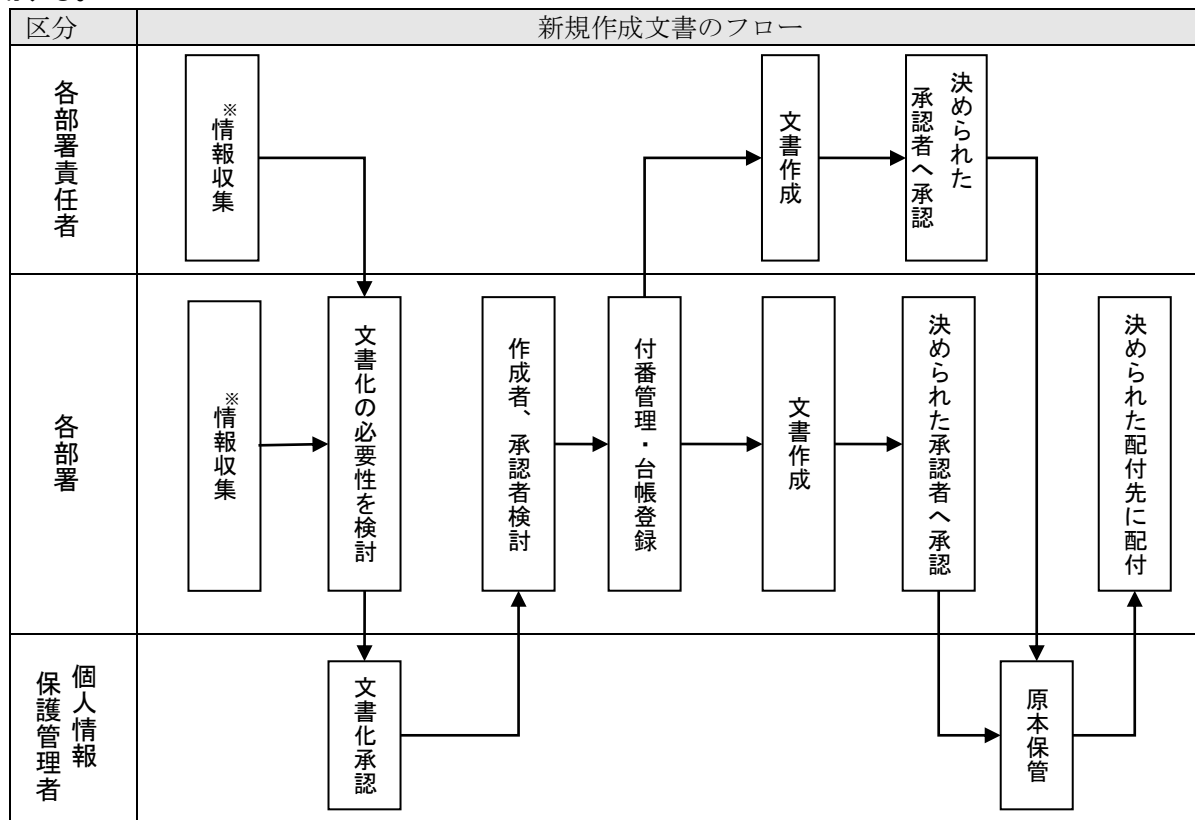 区分
新規作成文書のフロー
各部署責任者
※情報収集
文書作成
決められた
承認者へ承認
各部署
※情報収集
文書化の必要性を検討
作成者、承認者検討
付番管理・台帳登録
文書作成
決められた承認者へ承認
決められた配付先に配付
個人情報
保護管理者
文書化承認
原本保管